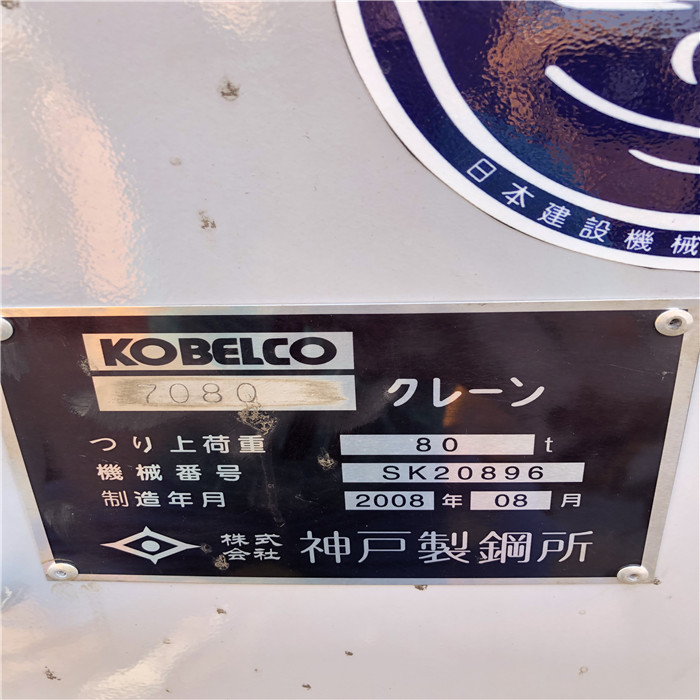 日本建設機械
KOBELCO
7080 クレーン
つり上荷重 80 t
機械番号 SK20896
制造年月 2008 年 08 月
株式会社 神戸製鋼所